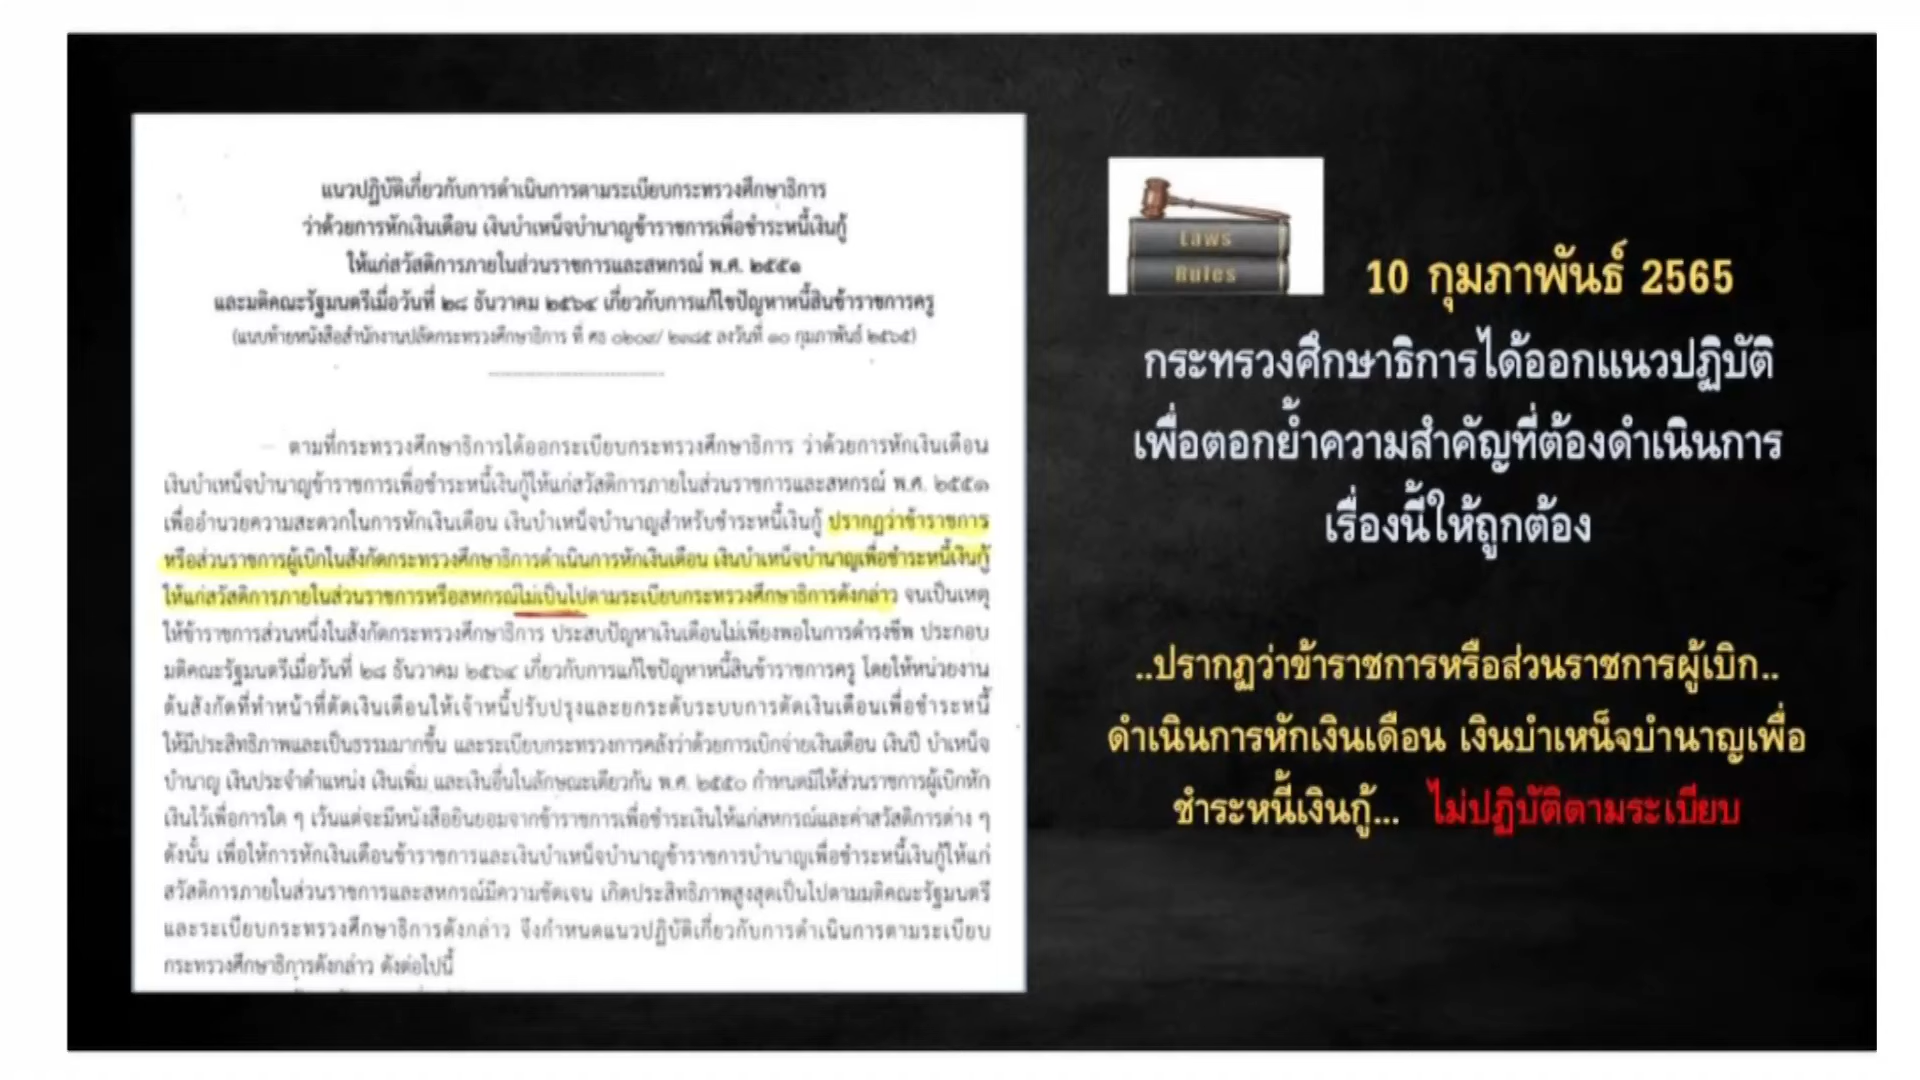 แนวปฏิบัติเกี่ยวกับการดำเนินการตามระเบียบกระทรวงศึกษาธิการ
ว่าด้วยการหักเงินเดือน เงินบำเหน็จบำนาญข้าราชการเพื่อชำระหนี้เงินกู้
ให้แก่สวัสดิการภายในส่วนราชการและสหกรณ์ พ.ศ. ๒๕๕๑
และมติคณะรัฐมนตรีเมื่อวันที่ ๒๘ ธันวาคม ๒๕๖๔ เกี่ยวกับการแก้ไขปัญหาหนี้สินข้าราชการครู
(แนบท้ายหนังสือสำนักงานปลัดกระทรวงศึกษาธิการ ที่ ศธ ลงวันที่ ๑๐ กุมภาพันธ์ ๒๕๖๕)
ตามที่กระทรวงศึกษาธิการได้ออกระเบียบกระทรวงศึกษาธิการ ว่าด้วยการหักเงินเดือน
เงินบำเหน็จบำนาญข้าราชการเพื่อชำระหนี้เงินกู้ให้แก่สวัสดิการภายในส่วนราชการและสหกรณ์ พ.ศ. ๒๕๕๑
เพื่ออำนวยความสะดวกในการหักเงินเดือน เงินบำเหน็จบำนาญสำหรับชำระหนี้เงินกู้ ปรากฏว่าข้าราชการ
หรือส่วนราชการผู้เบิกในสังกัดกระทรวงศึกษาธิการดำเนินการหักเงินเดือน เงินบำเหน็จบำนาญเพื่อชำระหนี้เงินกู้
ให้แก่สวัสดิการภายในส่วนราชการหรือสหกรณ์ไม่เป็นไปตามระเบียบกระทรวงศึกษาธิการดังกล่าว จนเป็นเหตุ
ให้ข้าราชการส่วนหนึ่งในสังกัดกระทรวงศึกษาธิการ ประสบปัญหาเงินเดือนไม่เพียงพอในการดำรงชีพ ประกอบ
มติคณะรัฐมนตรีเมื่อวันที่ ๒๘ ธันวาคม ๒๕๖๔ เกี่ยวกับการแก้ไขปัญหาหนี้สินข้าราชการครู โดยให้หน่วยงาน
ต้นสังกัดที่ทำหน้าที่ตัดเงินเดือนให้เจ้าหนี้ปรับปรุงและยกระดับระบบการตัดเงินเดือนเพื่อชำระหนี้
ให้มีประสิทธิภาพและเป็นธรรมมากขึ้น และระเบียบกระทรวงการคลังว่าด้วยการเบิกจ่ายเงินเดือน เงินปี บำเหน็จ
บำนาญ เงินประจำตำแหน่ง เงินเพิ่ม และเงินอื่นในลักษณะเดียวกัน พ.ศ. ๒๕๕๐ กำหนดมิให้ส่วนราชการผู้เบิกหัก
เงินไว้เพื่อการใด ๆ เว้นแต่จะมีหนังสือยินยอมจากข้าราชการเพื่อชำระเงินให้แก่สหกรณ์และค่าสวัสดิการต่าง ๆ
ดังนั้น เพื่อให้การหักเงินเดือนข้าราชการและเงินบำเหน็จบำนาญข้าราชการบำนาญเพื่อชำระหนี้เงินกู้ให้แก่
สวัสดิการภายในส่วนราชการและสหกรณ์มีความชัดเจน เกิดประสิทธิภาพสูงสุดเป็นไปตามมติคณะรัฐมนตรี
และระเบียบกระทรวงศึกษาธิการดังกล่าว จึงกำหนดแนวปฏิบัติเกี่ยวกับการดำเนินการตามระเบียบ
กระทรวงศึกษาธิการดังกล่าว ดังต่อไปนี้
Laws
Rules
10 กุมภาพันธ์ 2565
กระทรวงศึกษาธิการได้ออกแนวปฏิบัติ
เพื่อตอกย้ำความสำคัญที่ต้องดำเนินการ
เรื่องนี้ให้ถูกต้อง
..ปรากฏว่าข้าราชการหรือส่วนราชการผู้เบิก..
ดำเนินการหักเงินเดือน เงินบำเหน็จบำนาญเพื่อ
ชำระหนี้เงินกู้... ไม่ปฏิบัติตามระเบียบ